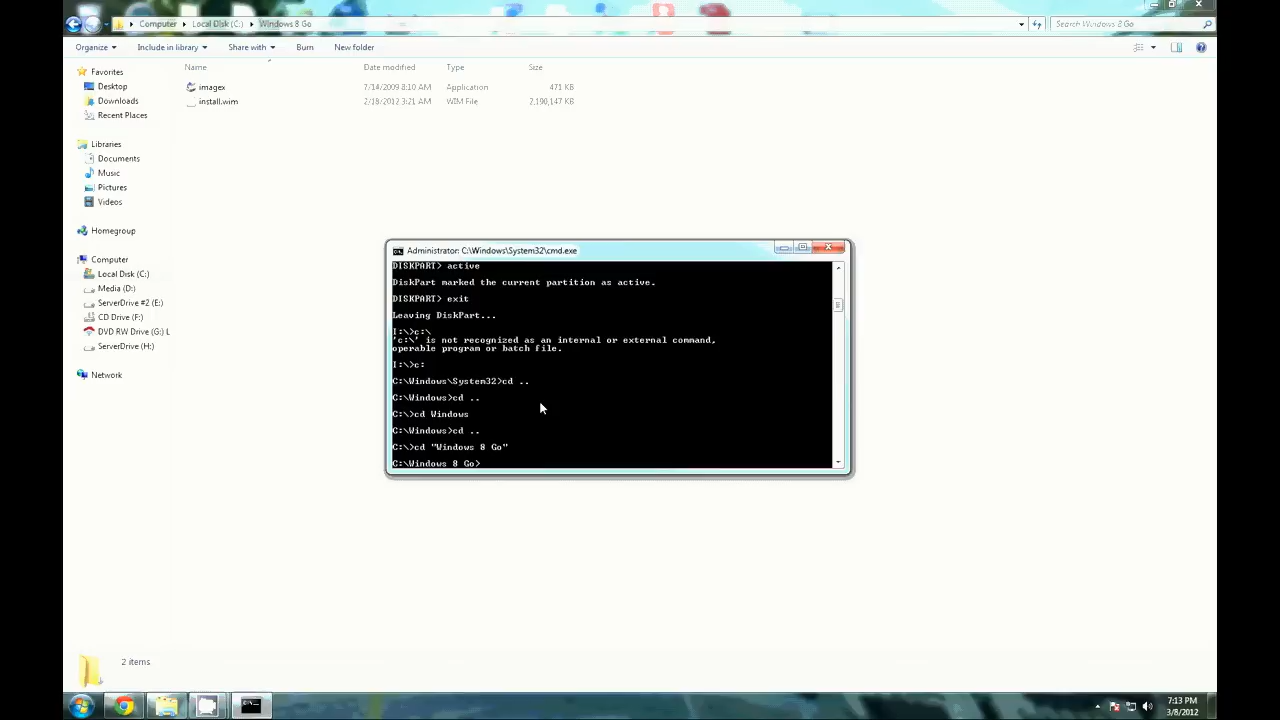 Computer Local Disk (C:) Windows 8 Go Search Windows 8 Go
Organize Include in library Share with Burn New folder
Favorites
Desktop
Downloads
Recent Places
Libraries
Documents
Music
Pictures
Videos
Homegroup
Computer
Local Disk (C:)
Media (D:)
ServerDrive #2 (E:)
CD Drive (F:)
DVD RW Drive (G:) L
ServerDrive (H:)
Network
Name Date modified Type Size
imagex 7/14/2009 8:10 AM Application 471 KB
install.wim 2/18/2012 3:21 AM WIM File 2,190,147 KB
Administrator: C:\Windows\System32\cmd.exe
DISKPART> active
DiskPart marked the current partition as active.
DISKPART> exit
Leaving DiskPart...
I:\>c:\
'c:\' is not recognized as an internal or external command,
operable program or batch file.
I:\>c:
C:\Windows\System32>cd ..
C:\Windows>cd ..
C:\>cd Windows
C:\Windows>cd ..
C:\>cd "Windows 8 Go"
C:\Windows 8 Go>
2 items
7:13 PM
3/8/2012